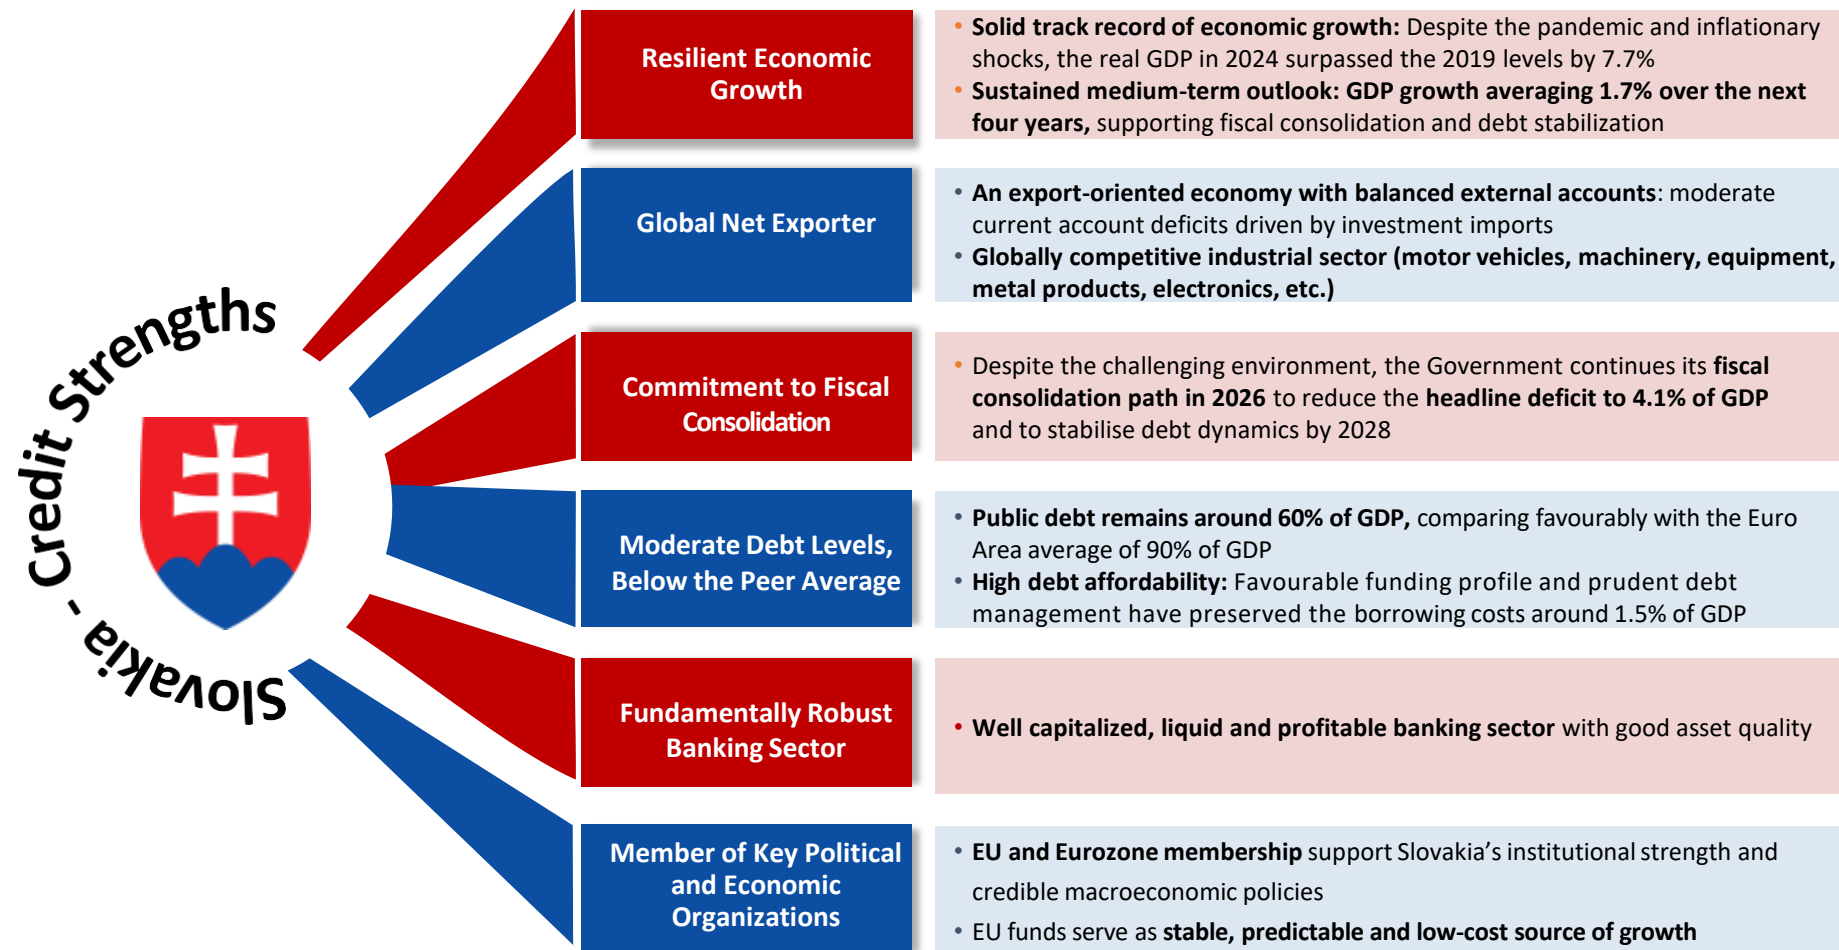 Slovakia - Credit Strengths
Resilient Economic
Growth
• Solid track record of economic growth: Despite the pandemic and inflationary
shocks, the real GDP in 2024 surpassed the 2019 levels by 7.7%
• Sustained medium-term outlook: GDP growth averaging 1.7% over the next
four years, supporting fiscal consolidation and debt stabilization
Global Net Exporter
• An export-oriented economy with balanced external accounts: moderate
current account deficits driven by investment imports
• Globally competitive industrial sector (motor vehicles, machinery, equipment,
metal products, electronics, etc.)
Commitment to Fiscal
Consolidation
• Despite the challenging environment, the Government continues its fiscal
consolidation path in 2026 to reduce the headline deficit to 4.1% of GDP
and to stabilise debt dynamics by 2028
Moderate Debt Levels,
Below the Peer Average
• Public debt remains around 60% of GDP, comparing favourably with the Euro
Area average of 90% of GDP
• High debt affordability: Favourable funding profile and prudent debt
management have preserved the borrowing costs around 1.5% of GDP
Fundamentally Robust
Banking Sector
• Well capitalized, liquid and profitable banking sector with good asset quality
Member of Key Political
and Economic
Organizations
• EU and Eurozone membership support Slovakia’s institutional strength and
credible macroeconomic policies
• EU funds serve as stable, predictable and low-cost source of growth